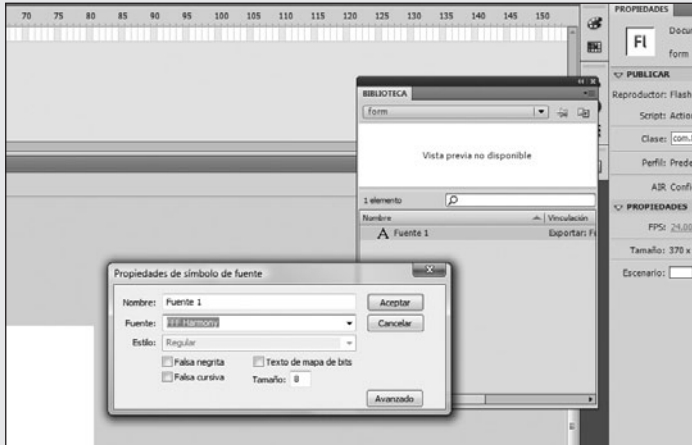 70 75 80 85 90 95 100 105 110 115 120 125 130 135 140 145 150
PROPIEDADES
Fl
Docum
form
PUBLICAR
Reproductor: Flash
Script: Action
Clase: com.
Perfil: Prede
AIR Confi
PROPIEDADES
FPS: 24.00
Tamaño: 370 x
Escenario:
BIBLIOTECA
form
Vista previa no disponible
1 elemento
Nombre Vinculación
A Fuente 1 Exportar: Fu
Propiedades de símbolo de fuente
Nombre: Fuente 1 Aceptar
Fuente: FFF Harmony Cancelar
Estilo: Regular
Falsa negrita Texto de mapa de bits
Falsa cursiva Tamaño: 8
Avanzado